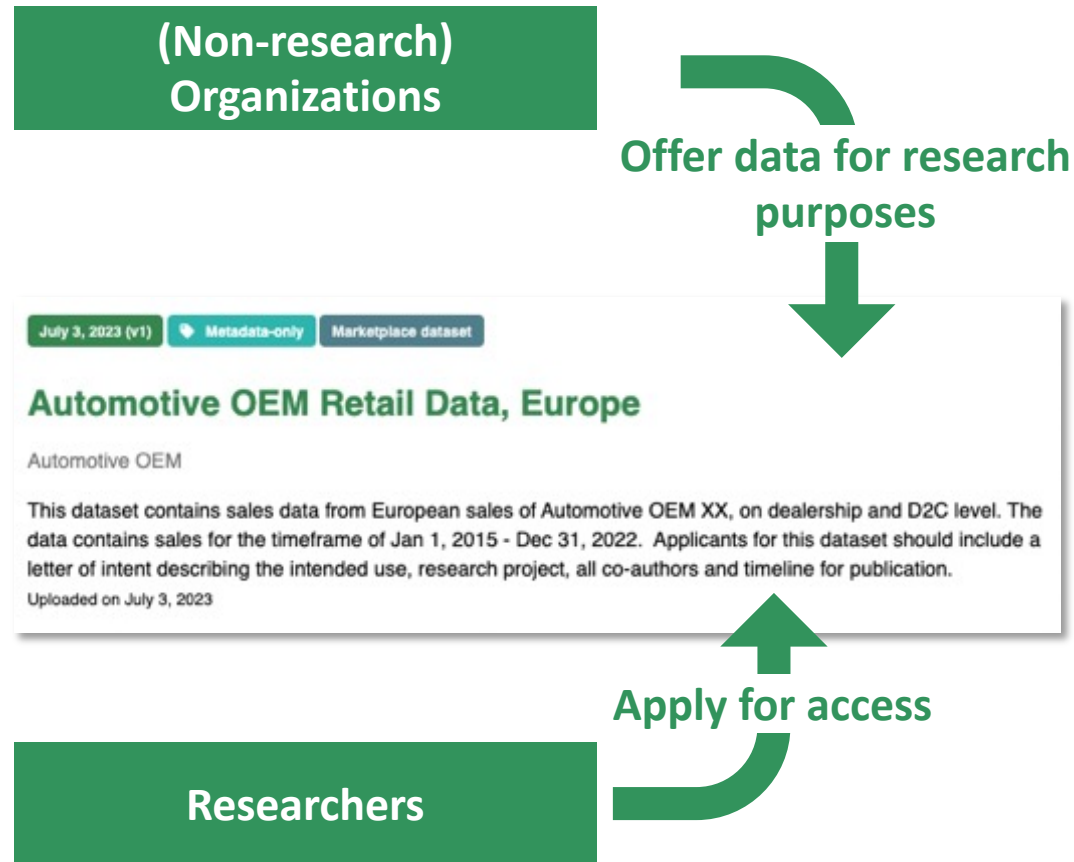 (Non-research)
Organizations
Offer data for research
purposes
July 3, 2023 (v1) Metadata-only Marketplace dataset
Automotive OEM Retail Data, Europe
Automotive OEM
This dataset contains sales data from European sales of Automotive OEM XX, on dealership and D2C level. The
data contains sales for the timeframe of Jan 1, 2015 - Dec 31, 2022. Applicants for this dataset should include a
letter of intent describing the intended use, research project, all co-authors and timeline for publication.
Uploaded on July 3, 2023
Apply for access
Researchers